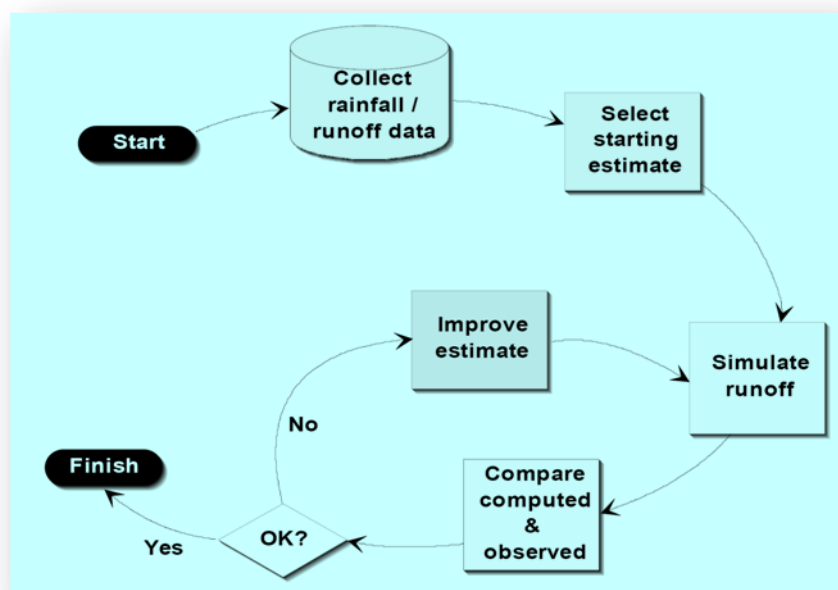 Start
Collect
rainfall /
runoff data
Select
starting
estimate
Simulate
runoff
Improve
estimate
No
Compare
computed
&
observed
OK?
Yes
Finish